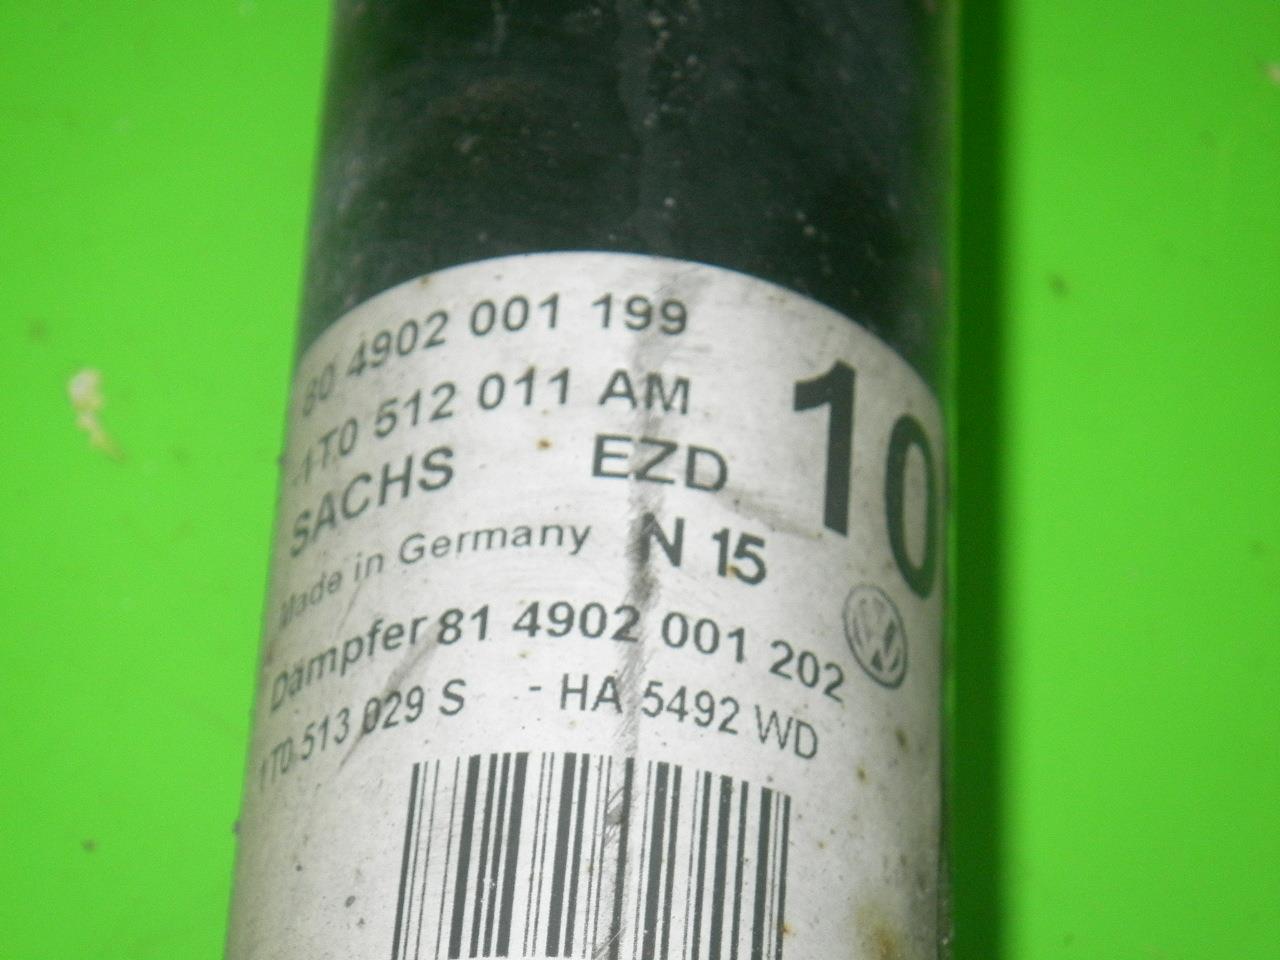 80 4902 001 199
1T0 512 011 AM
10
SACHS EZD
Made in Germany N 15
Dämpfer 81 4902 001 202
1T0 513 029 S - HA 5492 WD